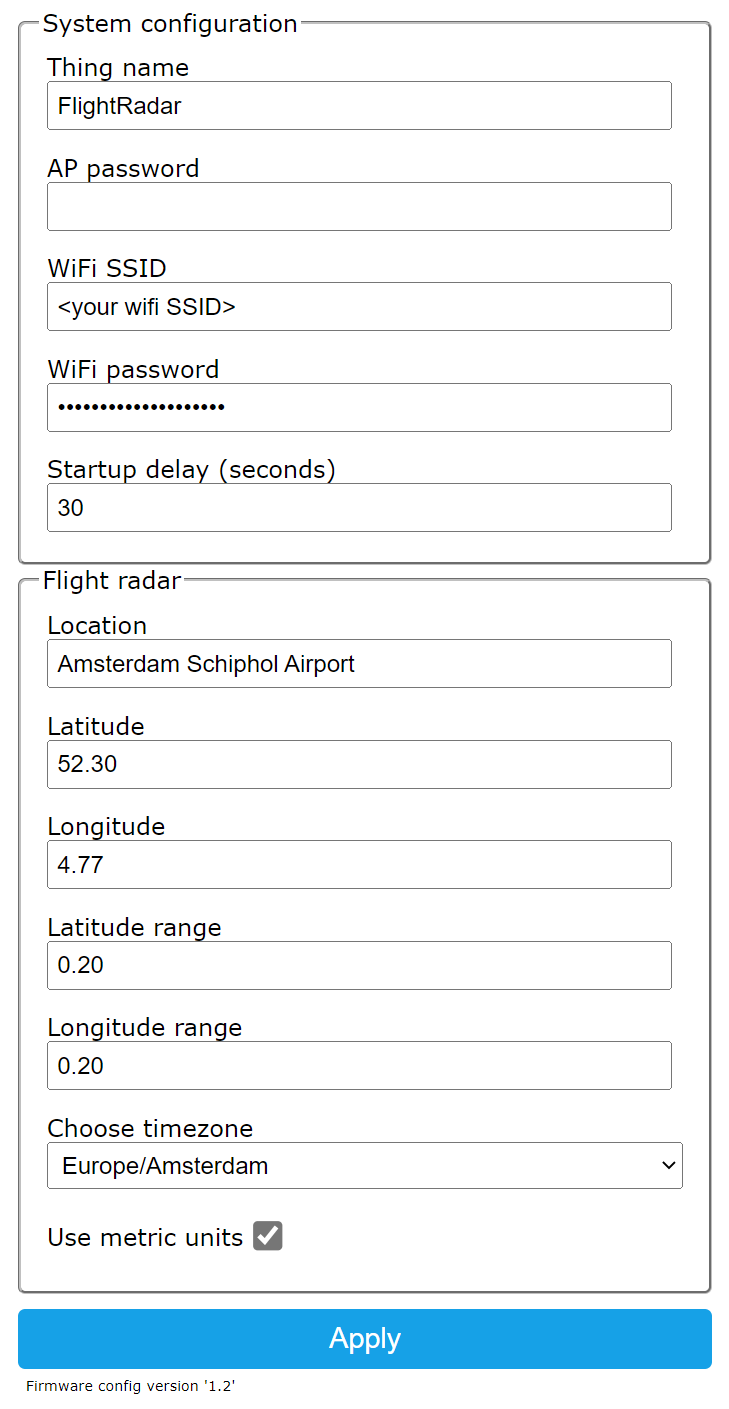 System configuration
Thing name
FlightRadar
AP password
WiFi SSID
<your wifi SSID>
WiFi password
••••••••••••••••••••
Startup delay (seconds)
30
Flight radar
Location
Amsterdam Schiphol Airport
Latitude
52.30
Longitude
4.77
Latitude range
0.20
Longitude range
0.20
Choose timezone
Europe/Amsterdam
Use metric units
Apply
Firmware config version '1.2'